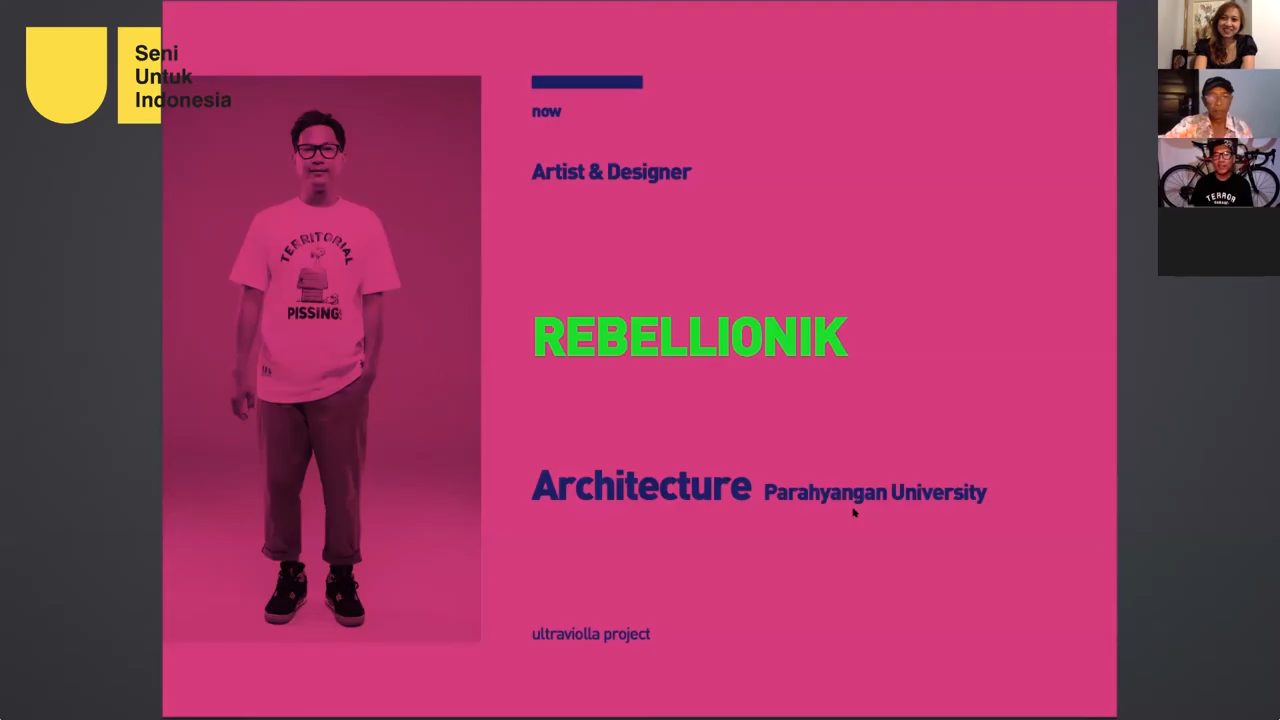 Seni
Untuk
Indonesia
now
Artist & Designer
TERRITORIAL
PISSING
REBELLIONIK
Architecture Parahyangan University
ultraviolla project
TERROR